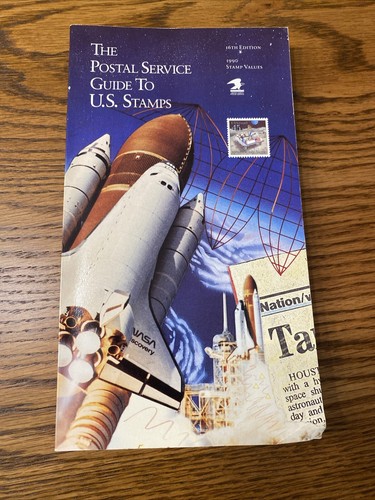 THE
POSTAL SERVICE
GUIDE TO
U.S. STAMPS
16TH EDITION
1990
STAMP VALUES
NASA
Discovery
Nation/w
Ta
HOUS
with a h
space sh
astronaut
day and